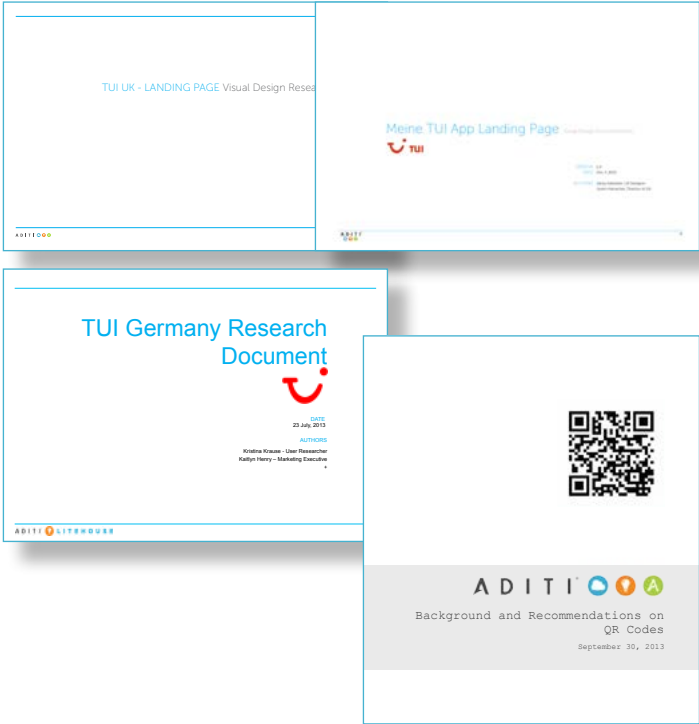 TUI UK - LANDING PAGE Visual Design Resea
ADITI
Meine TUI App Landing Page
TUI
ADITI
TUI Germany Research
Document
DATE
23 July, 2013
AUTHORS
Kristina Krause - User Researcher
Kaitlyn Henry – Marketing Executive
+
ADITI LITEHOUSE
ADITI
Background and Recommendations on
QR Codes
September 30, 2013